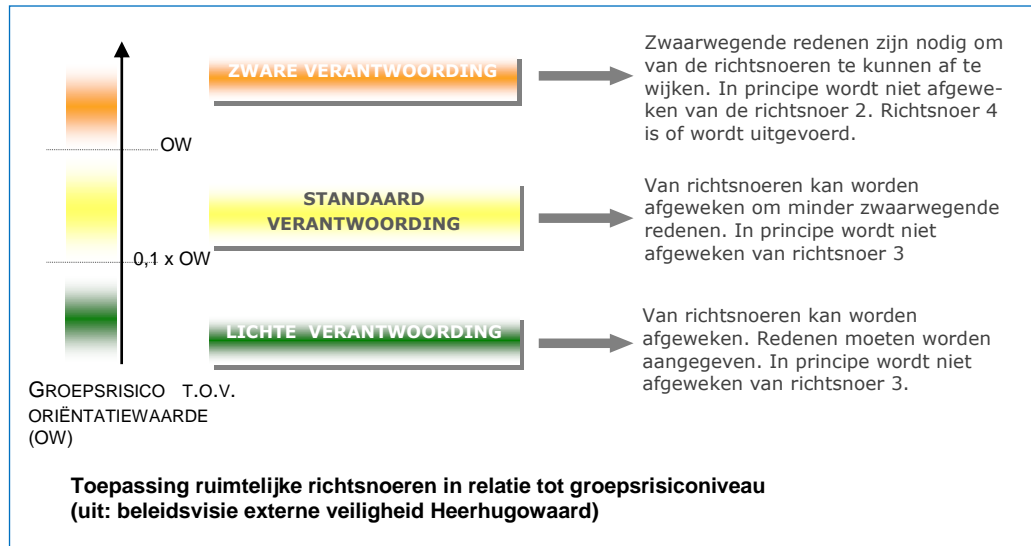 ZWARE VERANTWOORDING
Zwaarwegende redenen zijn nodig om
van de richtsnoeren te kunnen af te
wijken. In principe wordt niet afgewe-
ken van de richtsnoer 2. Richtsnoer 4
is of wordt uitgevoerd.
OW
STANDAARD
VERANTWOORDING
Van richtsnoeren kan worden
afgeweken om minder zwaarwegende
redenen. In principe wordt niet
afgeweken van richtsnoer 3
0,1 x OW
LICHTE VERANTWOORDING
Van richtsnoeren kan worden
afgeweken. Redenen moeten worden
aangegeven. In principe wordt niet
afgeweken van richtsnoer 3.
GROEPSRISICO T.O.V.
ORIËNTATIEWAARDE
(OW)
Toepassing ruimtelijke richtsnoeren in relatie tot groepsrisiconiveau
(uit: beleidsvisie externe veiligheid Heerhugowaard)